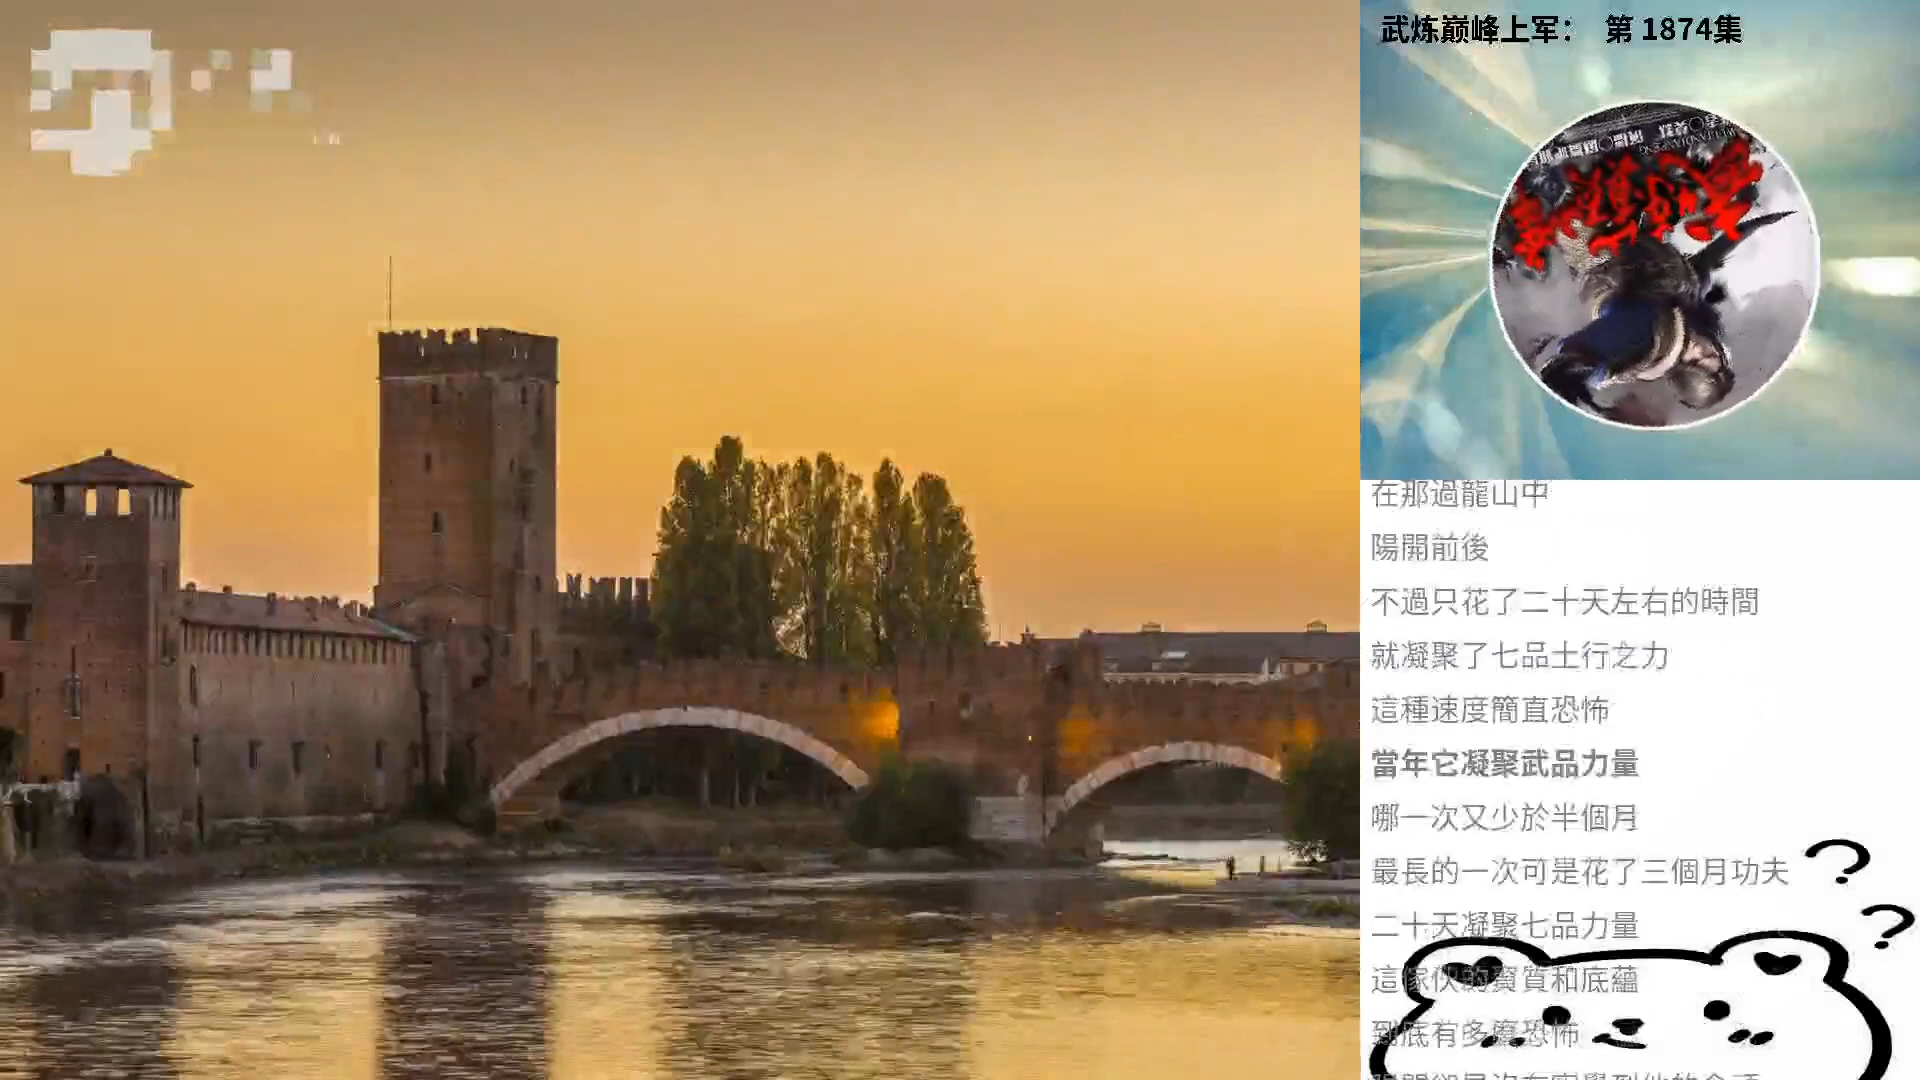 武炼巅峰上军： 第 1874集
在那過龍山中
陽開前後
不過只花了二十天左右的時間
就凝聚了七品土行之力
這種速度簡直恐怖
當年它凝聚武品力量
哪一次又少於半個月
最長的一次可是花了三個月功夫
二十天凝聚七品力量
這傢伙的資質和底蘊
到底有多麼恐怖
? ?